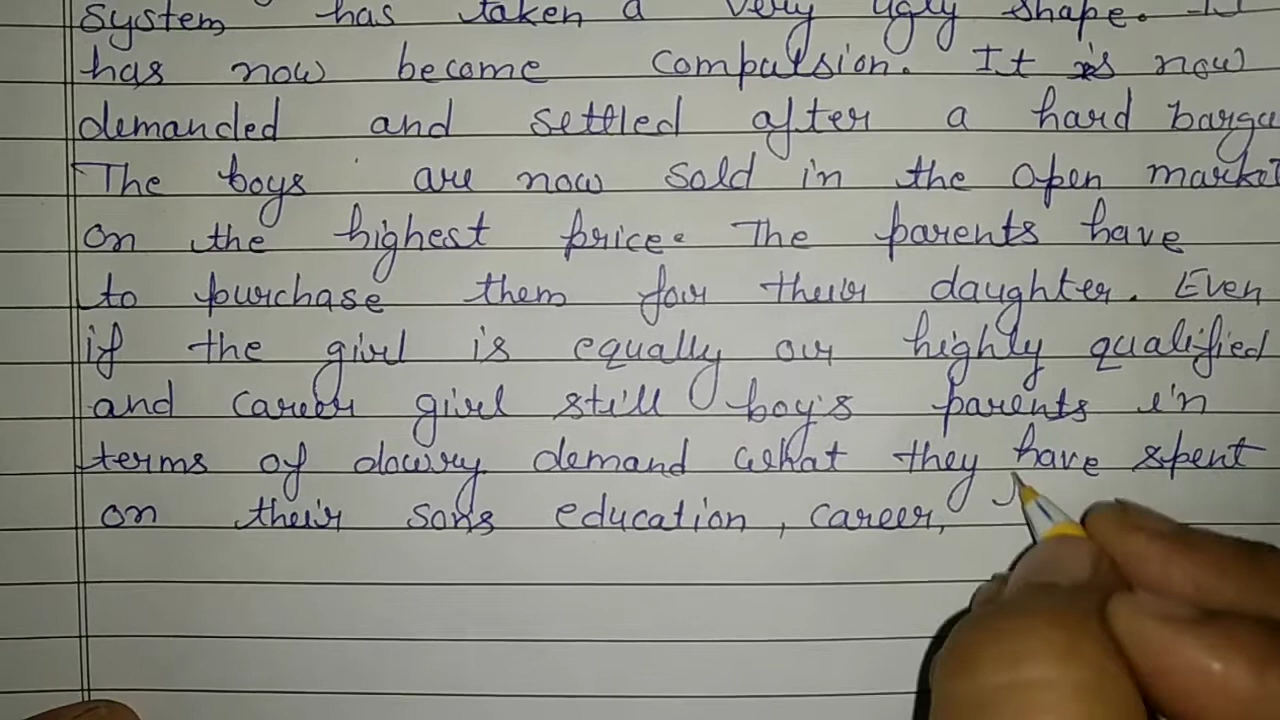 system has taken a very ugly shape. It
has now become compulsion. It is now
demanded and settled after a hard barga
The boys are now sold in the open market
on the highest price. The parents have
to purchase them for their daughter. Even
if the girl is equally or highly qualified
and career girl still boy's parents in
terms of dowry demand what they have spent
on their sons education, career,